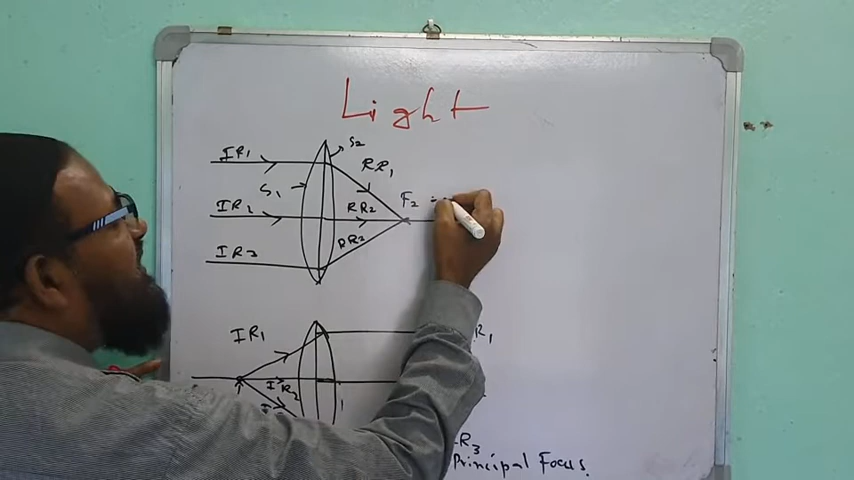 Light
IR1
S2
RR1
S1
IR2
RR2
F2 =
IR3
RR3
IR1
R1
IR2
R3
Principal Focus.